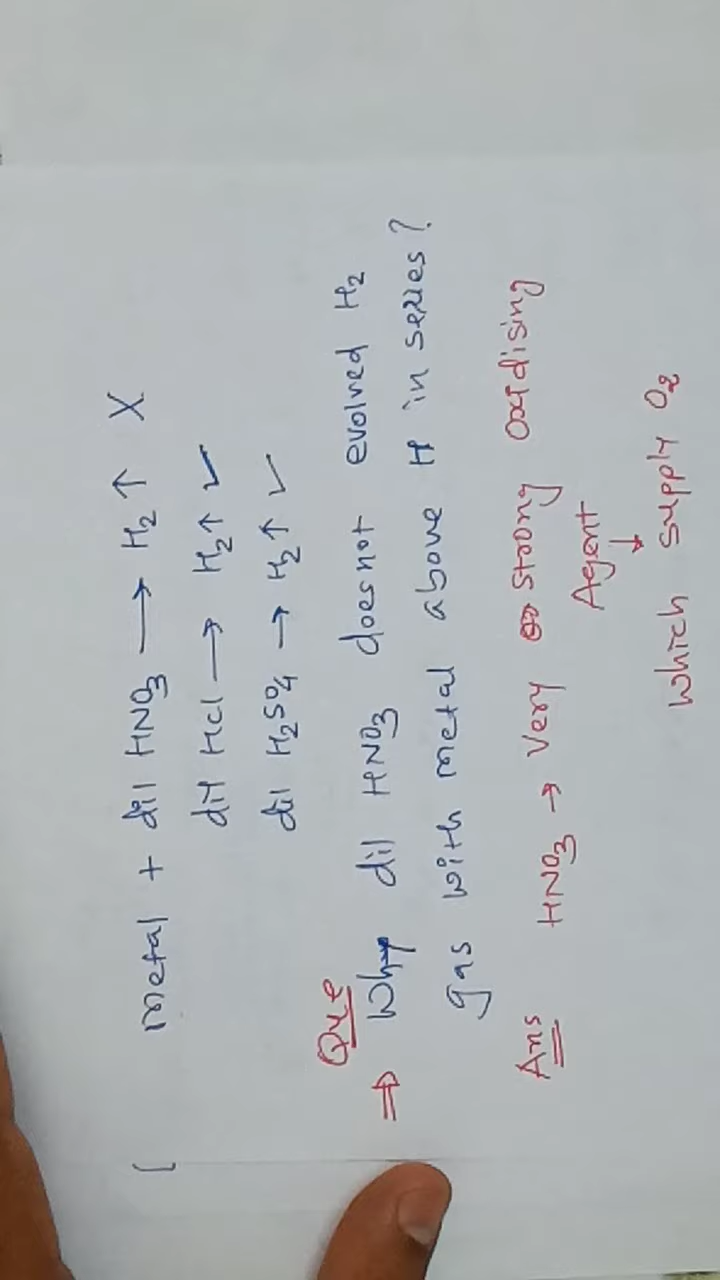 metal + dil HNO3 ⟶ H2↑ X
dil HCl ⟶ H2↑ ✓
dil H2SO4 → H2↑ ✓
Que
⇒ Why dil HNO3 does not evolved H2
gas with metal above H in series?
Ans HNO3 → Very Strong Oxidising
Agent
↓
Which Supply O2